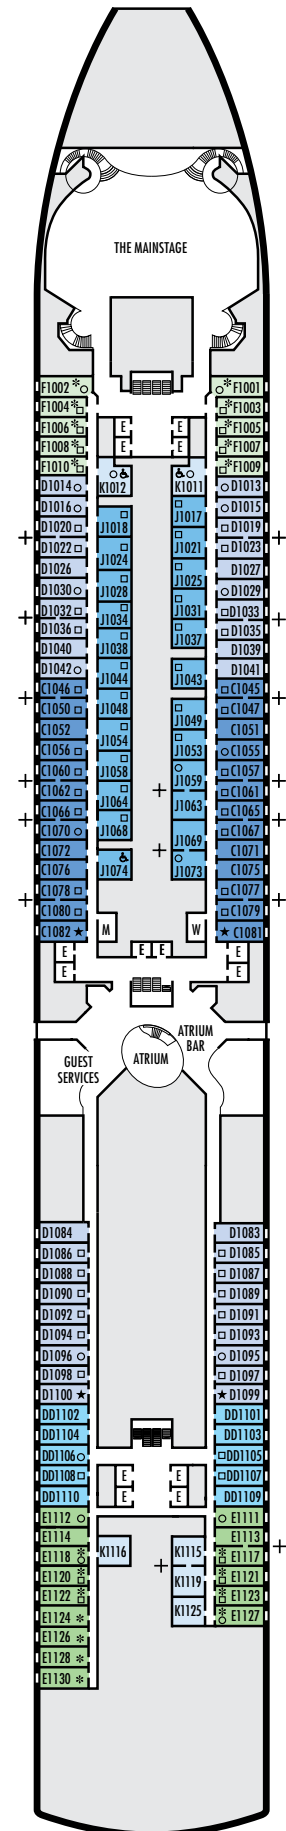 THE MAINSTAGE
F1002 F1001
F1004 F1003
E
F1006 F1005
E
F1008 F1007
F1010 F1009
K1012 K1011
D1014 D1013
D1016 D1015
J1018 J1017
D1020 D1019
D1022 J1024 J1021 D1023
D1026 J1028 J1025 D1027
D1030 D1029
D1032 J1034 J1031 D1033
D1036 J1038 J1037 D1035
D1040 D1039
D1042 J1044 J1043 D1041
C1046 C1045
C1050 J1048 J1049 C1047
C1052 J1054 J1053 C1051
C1056 C1055
C1060 J1058 J1059 C1057
C1062 J1064 J1063 C1061
C1066 C1065
C1070 J1068 J1069 C1067
C1072 C1071
C1076 J1074 J1073 C1075
C1078 C1077
C1080 C1079
C1082 M W C1081
E E E E
E E
GUEST
SERVICES
ATRIUM
ATRIUM
BAR
D1084 D1083
D1086 D1085
D1088 D1087
D1090 D1089
D1092 D1091
D1094 D1093
D1096 D1095
D1098 D1097
D1100 D1099
DD1102 DD1101
DD1104 DD1103
DD1106 DD1105
DD1108 E E DD1107
DD1110 E E DD1109
E1112 E1111
E1114 E1113
E1118 K1116 K1115 E1117
E1120 K1119 E1121
E1122 E1123
E1124 K1125 E1127
E1126
E1128
E1130